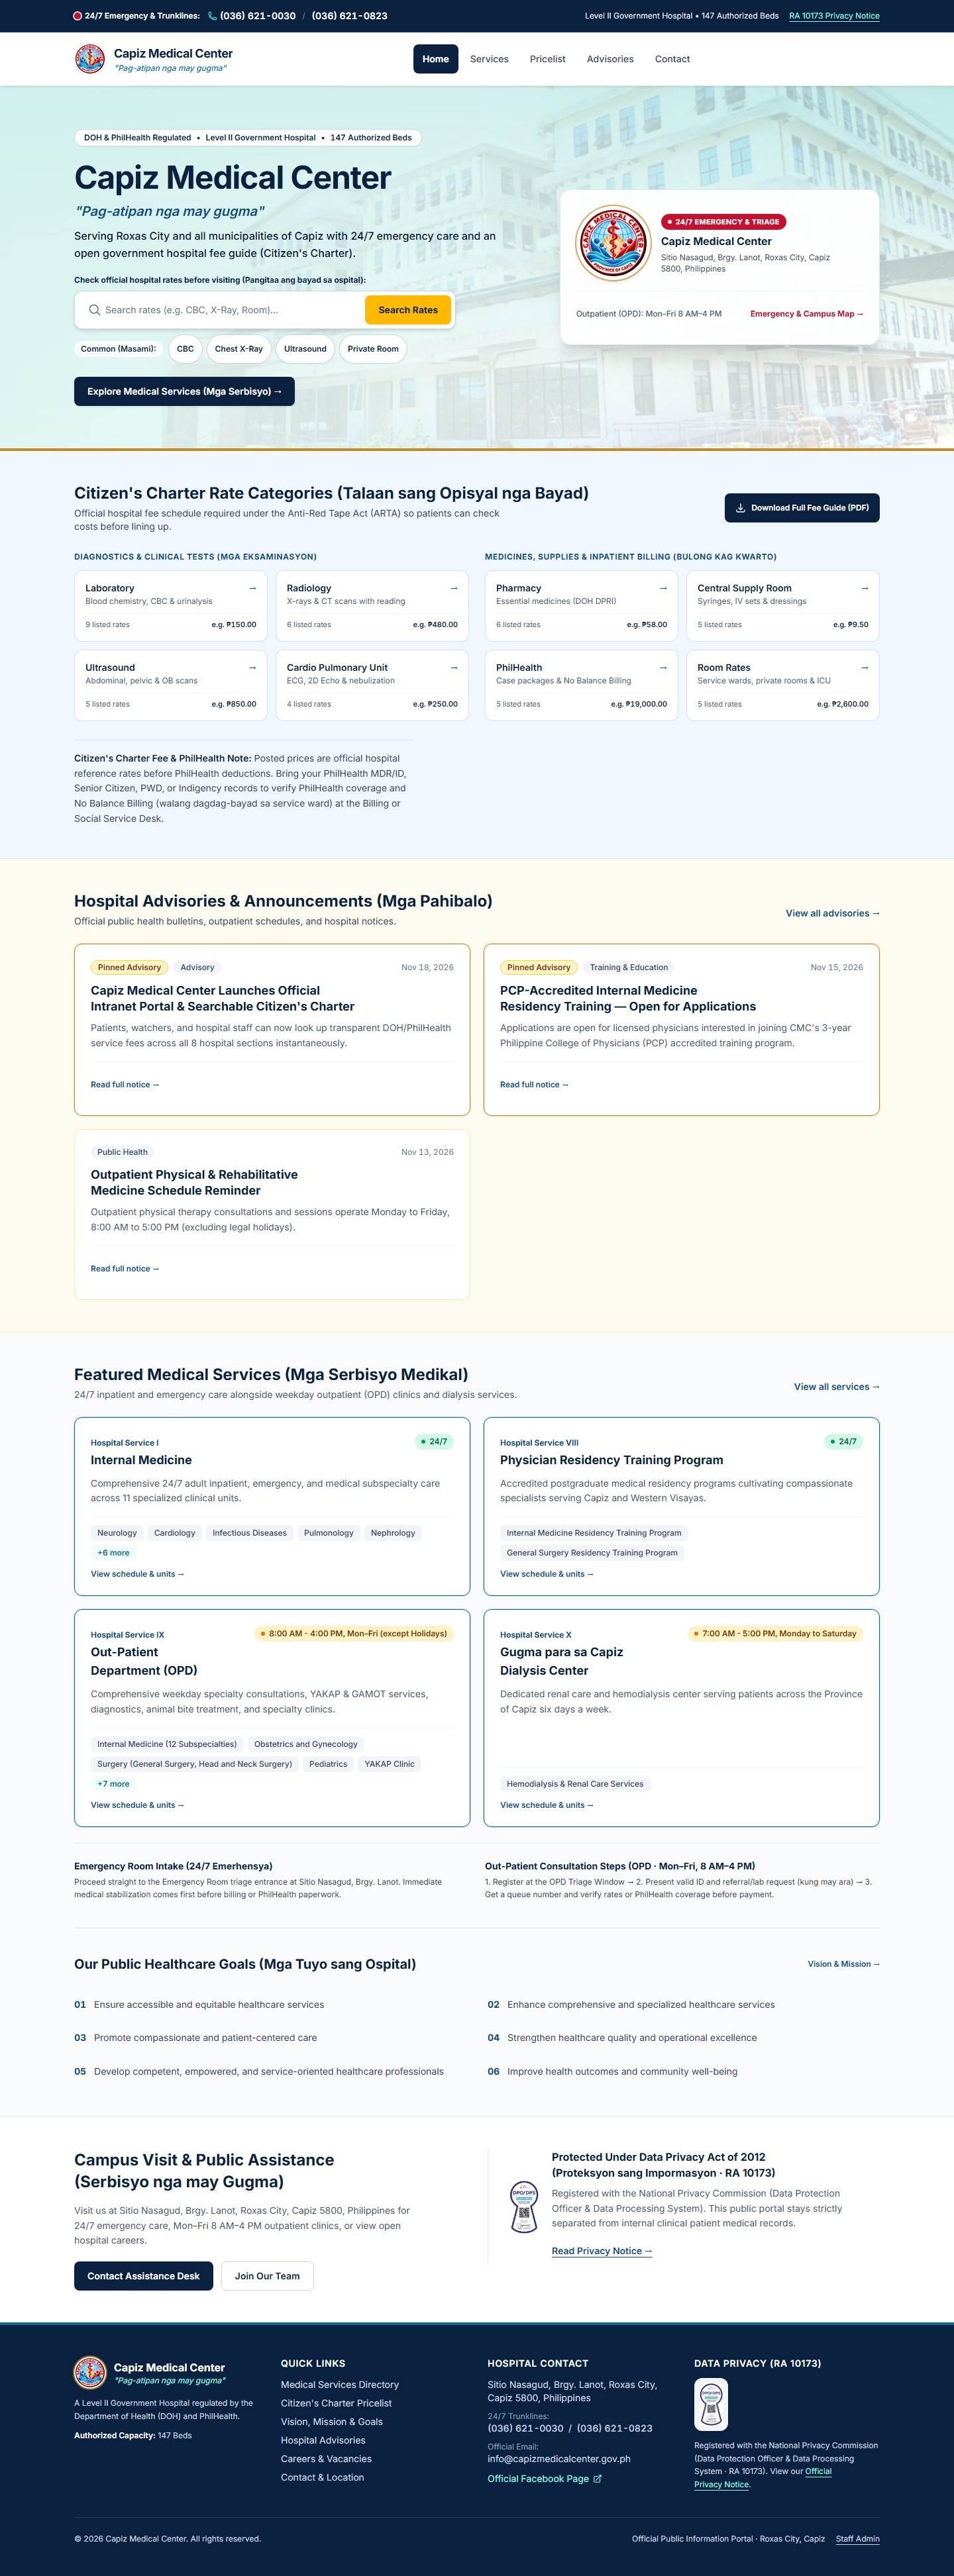 24/7 Emergency & Trunklines: (036) 621-0030 / (036) 621-0823
Level II Government Hospital • 147 Authorized Beds RA 10173 Privacy Notice
Capiz Medical Center
"Pag-atipan nga may gugma"
Home Services Pricelist Advisories Contact
DOH & PhilHealth Regulated • Level II Government Hospital • 147 Authorized Beds
Capiz Medical Center
"Pag-atipan nga may gugma"
Serving Roxas City and all municipalities of Capiz with 24/7 emergency care and an
open government hospital fee guide (Citizen's Charter).
Check official hospital rates before visiting (Pangitaa ang bayad sa ospital):
Search rates (e.g. CBC, X-Ray, Room)...
Search Rates
Common (Masami): CBC Chest X-Ray Ultrasound Private Room
Explore Medical Services (Mga Serbisyo) →
CAPIZ MEDICAL CENTER
PROVINCE OF CAPIZ
24/7 EMERGENCY & TRIAGE
Capiz Medical Center
Sitio Nasagud, Brgy. Lanot, Roxas City, Capiz
5800, Philippines
Outpatient (OPD): Mon–Fri 8 AM–4 PM
Emergency & Campus Map →
Citizen's Charter Rate Categories (Talaan sang Opisyal nga Bayad)
Official hospital fee schedule required under the Anti-Red Tape Act (ARTA) so patients can check
costs before lining up.
Download Full Fee Guide (PDF)
DIAGNOSTICS & CLINICAL TESTS (MGA EKSAMINASYON)
Laboratory →
Blood chemistry, CBC & urinalysis
9 listed rates e.g. ₱150.00
Radiology →
X-rays & CT scans with reading
6 listed rates e.g. ₱480.00
Ultrasound →
Abdominal, pelvic & OB scans
5 listed rates e.g. ₱850.00
Cardio Pulmonary Unit →
ECG, 2D Echo & nebulization
4 listed rates e.g. ₱250.00
MEDICINES, SUPPLIES & INPATIENT BILLING (BULONG KAG KWARTO)
Pharmacy →
Essential medicines (DOH DPRI)
6 listed rates e.g. ₱58.00
Central Supply Room →
Syringes, IV sets & dressings
5 listed rates e.g. ₱9.50
PhilHealth →
Case packages & No Balance Billing
5 listed rates e.g. ₱19,000.00
Room Rates →
Service wards, private rooms & ICU
5 listed rates e.g. ₱2,600.00
Citizen's Charter Fee & PhilHealth Note: Posted prices are official hospital
reference rates before PhilHealth deductions. Bring your PhilHealth MDR/ID,
Senior Citizen, PWD, or Indigency records to verify PhilHealth coverage and
No Balance Billing (walang dagdag-bayad sa service ward) at the Billing or
Social Service Desk.
Hospital Advisories & Announcements (Mga Pahibalo)
Official public health bulletins, outpatient schedules, and hospital notices.
View all advisories →
Pinned Advisory Advisory Nov 18, 2026
Capiz Medical Center Launches Official
Intranet Portal & Searchable Citizen's Charter
Patients, watchers, and hospital staff can now look up transparent DOH/PhilHealth
service fees across all 8 hospital sections instantaneously.
Read full notice →
Pinned Advisory Training & Education Nov 15, 2026
PCP-Accredited Internal Medicine
Residency Training — Open for Applications
Applications are open for licensed physicians interested in joining CMC's 3-year
Philippine College of Physicians (PCP) accredited training program.
Read full notice →
Public Health Nov 13, 2026
Outpatient Physical & Rehabilitative
Medicine Schedule Reminder
Outpatient physical therapy consultations and sessions operate Monday to Friday,
8:00 AM to 5:00 PM (excluding legal holidays).
Read full notice →
Featured Medical Services (Mga Serbisyo Medikal)
24/7 inpatient and emergency care alongside weekday outpatient (OPD) clinics and dialysis services.
View all services →
Hospital Service I 24/7
Internal Medicine
Comprehensive 24/7 adult inpatient, emergency, and medical subspecialty care
across 11 specialized clinical units.
Neurology Cardiology Infectious Diseases Pulmonology Nephrology
+6 more
View schedule & units →
Hospital Service VIII 24/7
Physician Residency Training Program
Accredited postgraduate medical residency programs cultivating compassionate
specialists serving Capiz and Western Visayas.
Internal Medicine Residency Training Program
General Surgery Residency Training Program
View schedule & units →
Hospital Service IX 8:00 AM - 4:00 PM, Mon–Fri (except Holidays)
Out-Patient
Department (OPD)
Comprehensive weekday specialty consultations, YAKAP & GAMOT services,
diagnostics, animal bite treatment, and specialty clinics.
Internal Medicine (12 Subspecialties) Obstetrics and Gynecology
Surgery (General Surgery, Head and Neck Surgery) Pediatrics YAKAP Clinic
+7 more
View schedule & units →
Hospital Service X 7:00 AM - 5:00 PM, Monday to Saturday
Gugma para sa Capiz
Dialysis Center
Dedicated renal care and hemodialysis center serving patients across the Province
of Capiz six days a week.
Hemodialysis & Renal Care Services
View schedule & units →
Emergency Room Intake (24/7 Emerhensya)
Proceed straight to the Emergency Room triage entrance at Sitio Nasagud, Brgy. Lanot. Immediate
medical stabilization comes first before billing or PhilHealth paperwork.
Out-Patient Consultation Steps (OPD · Mon–Fri, 8 AM–4 PM)
1. Register at the OPD Triage Window → 2. Present valid ID and referral/lab request (kung may ara) → 3.
Get a queue number and verify rates or PhilHealth coverage before payment.
Our Public Healthcare Goals (Mga Tuyo sang Ospital)
Vision & Mission →
01 Ensure accessible and equitable healthcare services
02 Enhance comprehensive and specialized healthcare services
03 Promote compassionate and patient-centered care
04 Strengthen healthcare quality and operational excellence
05 Develop competent, empowered, and service-oriented healthcare professionals
06 Improve health outcomes and community well-being
Campus Visit & Public Assistance
(Serbisyo nga may Gugma)
Visit us at Sitio Nasagud, Brgy. Lanot, Roxas City, Capiz 5800, Philippines for
24/7 emergency care, Mon–Fri 8 AM–4 PM outpatient clinics, or view open
hospital careers.
Contact Assistance Desk Join Our Team
DPO/DPS
Protected Under Data Privacy Act of 2012
(Proteksyon sang Impormasyon · RA 10173)
Registered with the National Privacy Commission (Data Protection
Officer & Data Processing System). This public portal stays strictly
separated from internal clinical patient medical records.
Read Privacy Notice →
Capiz Medical Center
"Pag-atipan nga may gugma"
A Level II Government Hospital regulated by the
Department of Health (DOH) and PhilHealth.
Authorized Capacity: 147 Beds
QUICK LINKS
Medical Services Directory
Citizen's Charter Pricelist
Vision, Mission & Goals
Hospital Advisories
Careers & Vacancies
Contact & Location
HOSPITAL CONTACT
Sitio Nasagud, Brgy. Lanot, Roxas City,
Capiz 5800, Philippines
24/7 Trunklines:
(036) 621-0030 / (036) 621-0823
Official Email:
info@capizmedicalcenter.gov.ph
Official Facebook Page
DATA PRIVACY (RA 10173)
DPO/DPS
Registered with the National Privacy Commission
(Data Protection Officer & Data Processing
System · RA 10173). View our Official
Privacy Notice.
© 2026 Capiz Medical Center. All rights reserved.
Official Public Information Portal · Roxas City, Capiz Staff Admin